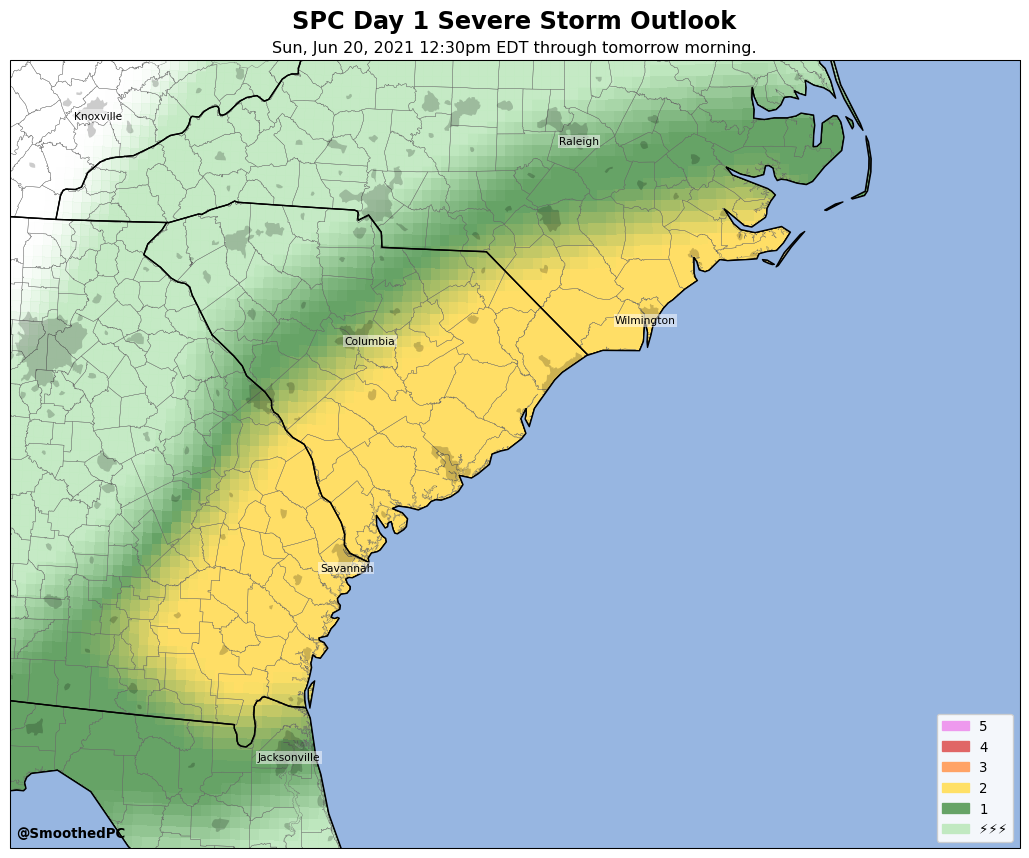 SPC Day 1 Severe Storm Outlook
Sun, Jun 20, 2021 12:30pm EDT through tomorrow morning.
Knoxville
Raleigh
Wilmington
Columbia
Savannah
Jacksonville
5
4
3
2
1
⚡⚡⚡
@SmoothedPC